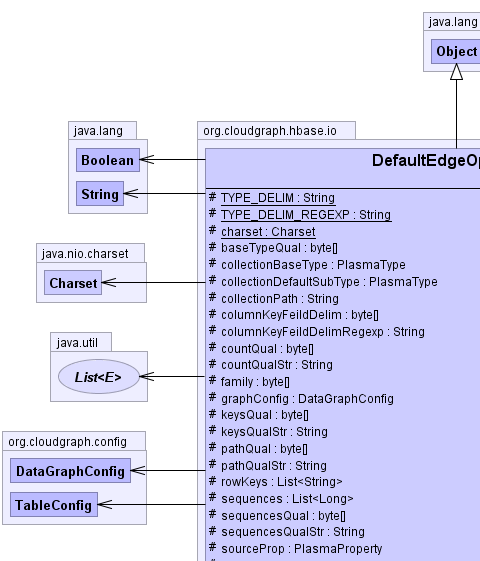 java.lang
Object
java.lang
Boolean
String
java.nio.charset
Charset
java.util
List<E>
org.cloudgraph.config
DataGraphConfig
TableConfig
org.cloudgraph.hbase.io
DefaultEdgeOp
# TYPE_DELIM : String
# TYPE_DELIM_REGEXP : String
# charset : Charset
# baseTypeQual : byte[]
# collectionBaseType : PlasmaType
# collectionDefaultSubType : PlasmaType
# collectionPath : String
# columnKeyFeildDelim : byte[]
# columnKeyFeildDelimRegexp : String
# countQual : byte[]
# countQualStr : String
# family : byte[]
# graphConfig : DataGraphConfig
# keysQual : byte[]
# keysQualStr : String
# pathQual : byte[]
# pathQualStr : String
# rowKeys : List<String>
# sequences : List<Long>
# sequencesQual : byte[]
# sequencesQualStr : String
# sourceProp : PlasmaProperty